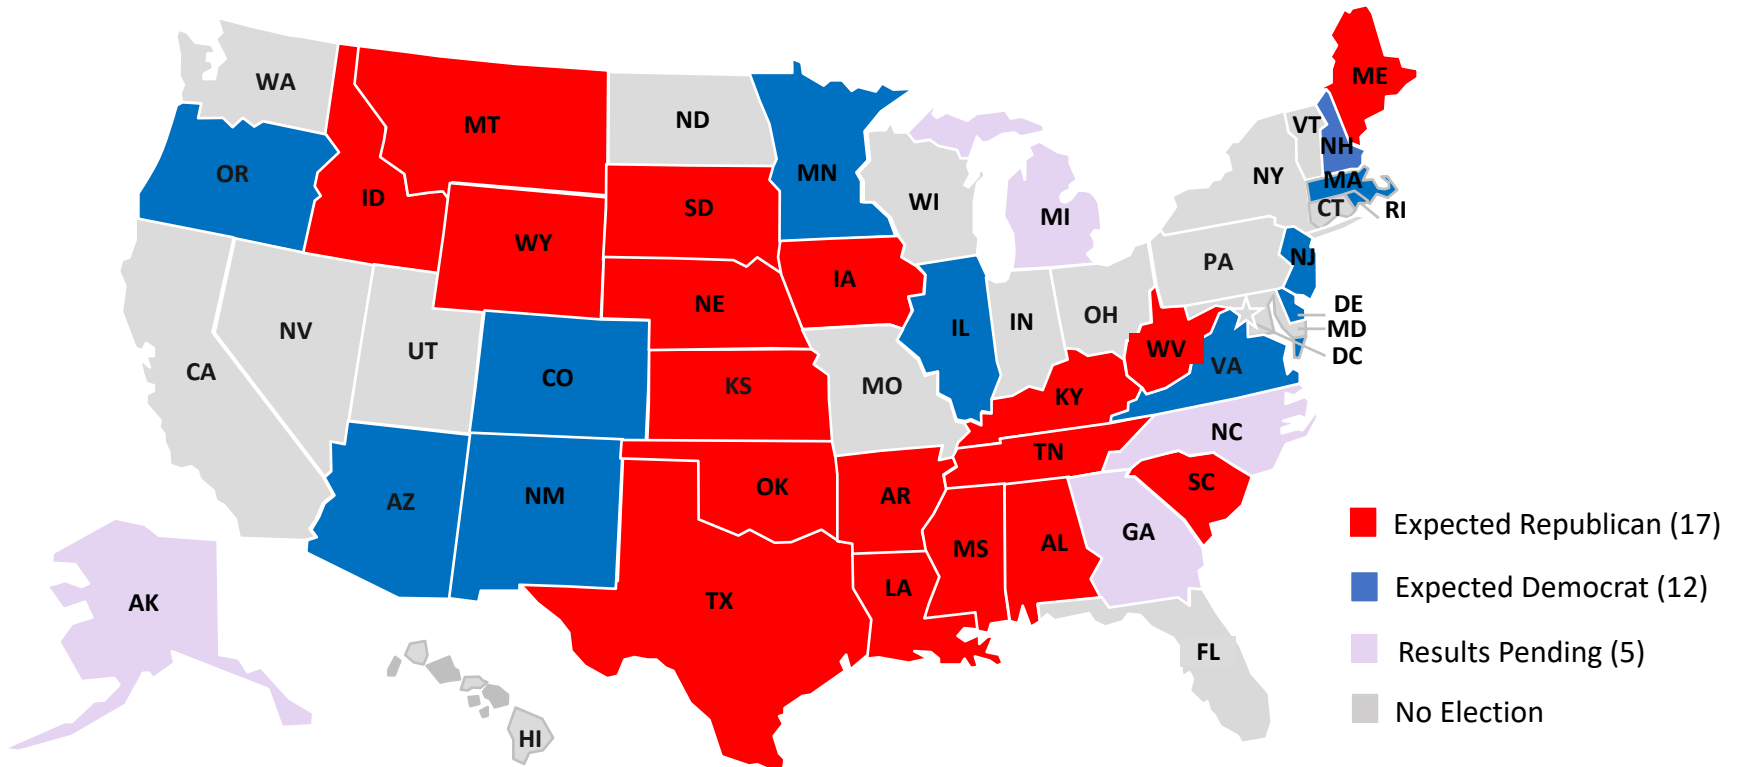 ME
WA
MT
ND
VT
NH
OR
MN
NY
MA
ID
SD
WI
MI
CT
RI
WY
PA
NJ
IA
NE
DE
NV
OH
IN
IL
MD
UT
WV
DC
CA
CO
KS
MO
VA
KY
NC
TN
AZ
NM
OK
AR
SC
MS
AL
GA
Expected Republican (17)
LA
Expected Democrat (12)
AK
TX
FL
Results Pending (5)
HI
No Election